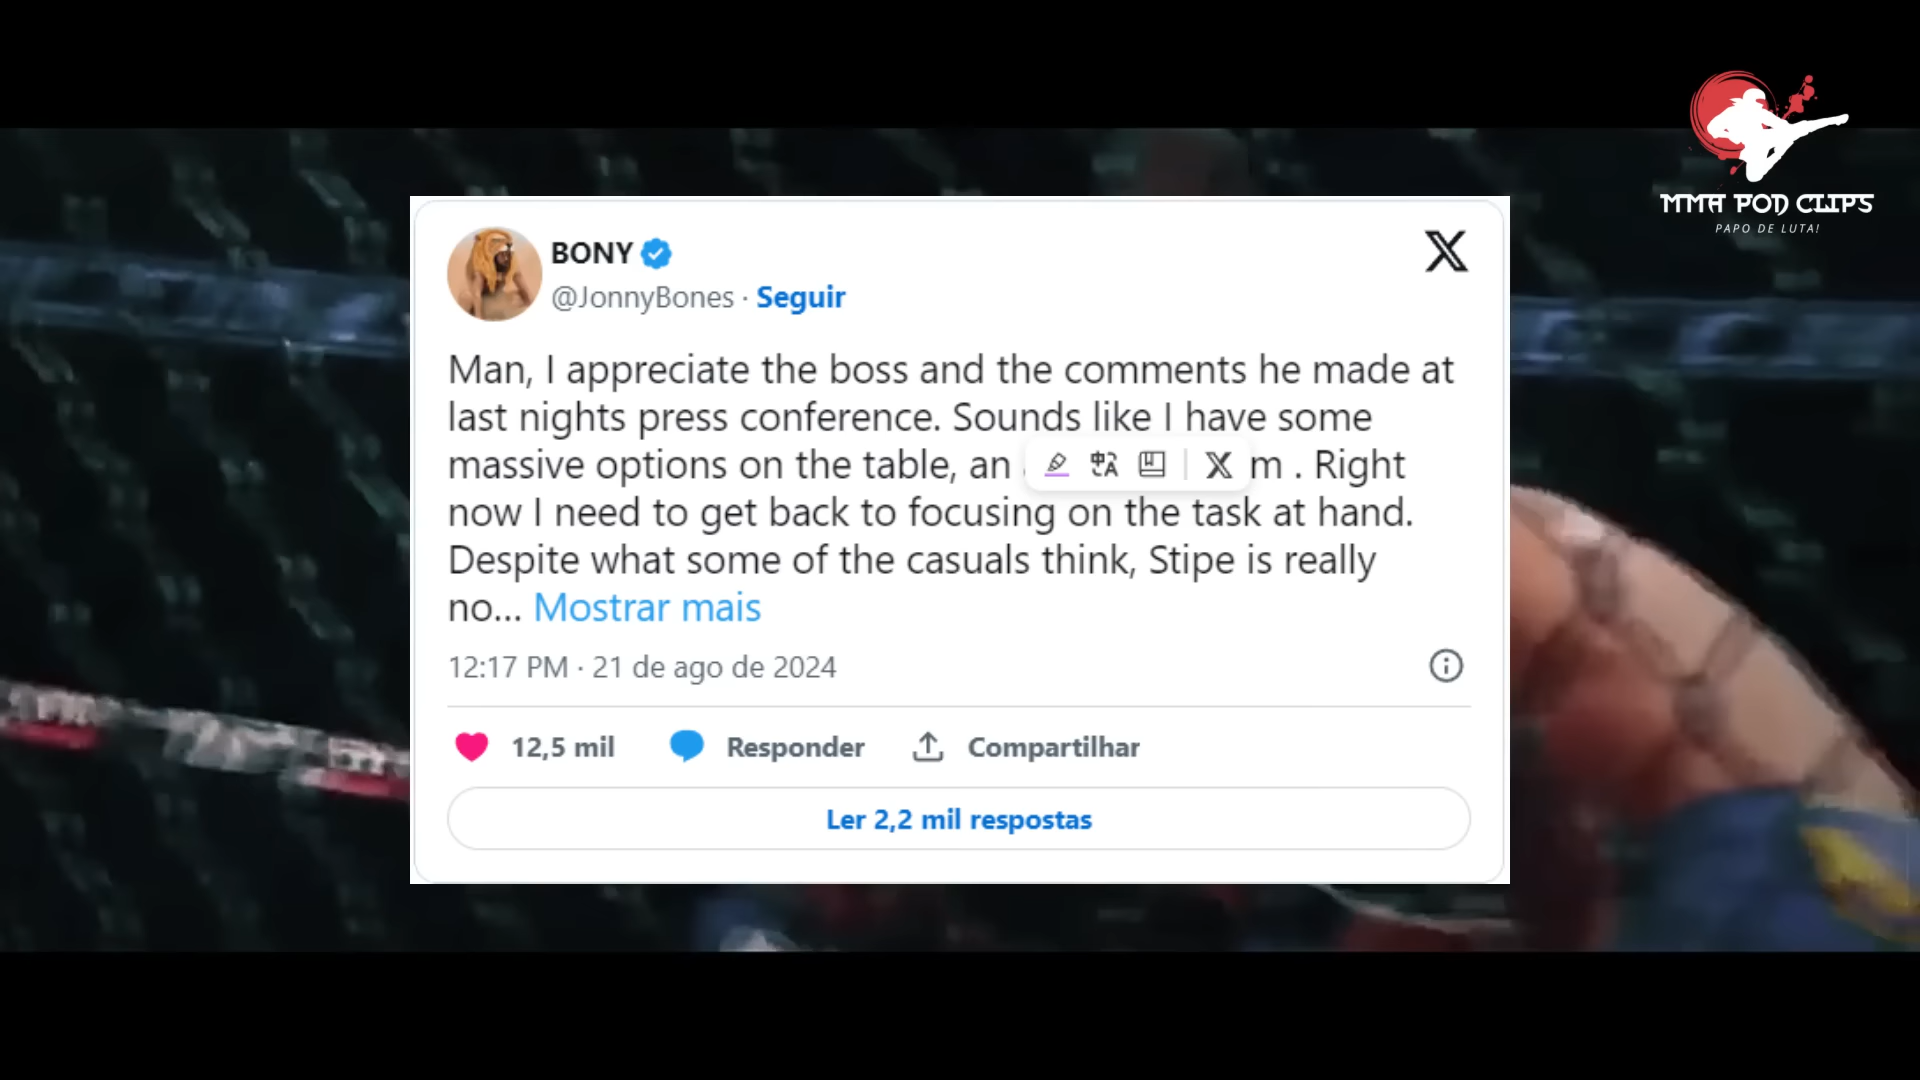 MMA POD CLIPS
PAPO DE LUTA!
BONY
@JonnyBones · Seguir
Man, I appreciate the boss and the comments he made at
last nights press conference. Sounds like I have some
massive options on the table, an m . Right
now I need to get back to focusing on the task at hand.
Despite what some of the casuals think, Stipe is really
no... Mostrar mais
12:17 PM · 21 de ago de 2024
12,5 mil Responder Compartilhar
Ler 2,2 mil respostas